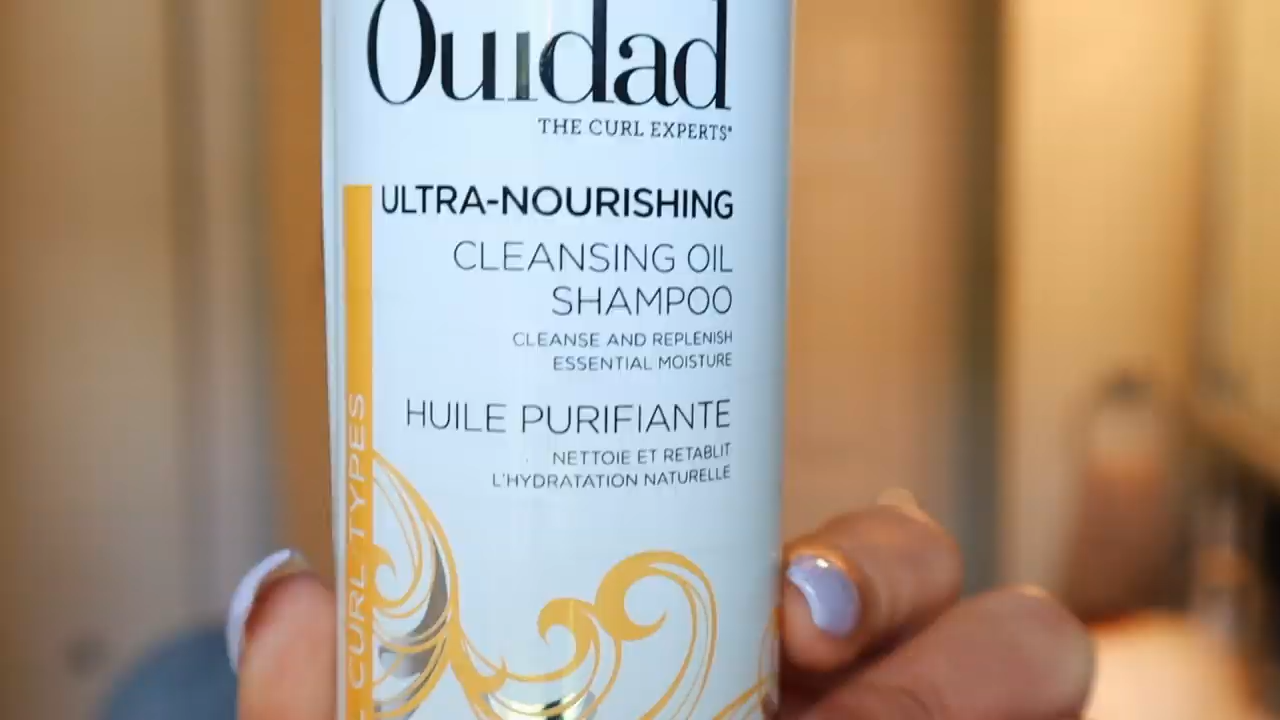 Ouidad
THE CURL EXPERTS®
ULTRA-NOURISHING
CLEANSING OIL
SHAMPOO
CLEANSE AND REPLENISH
ESSENTIAL MOISTURE
HUILE PURIFIANTE
NETTOIE ET RETABLIT
L'HYDRATATION NATURELLE
CURL TYPES